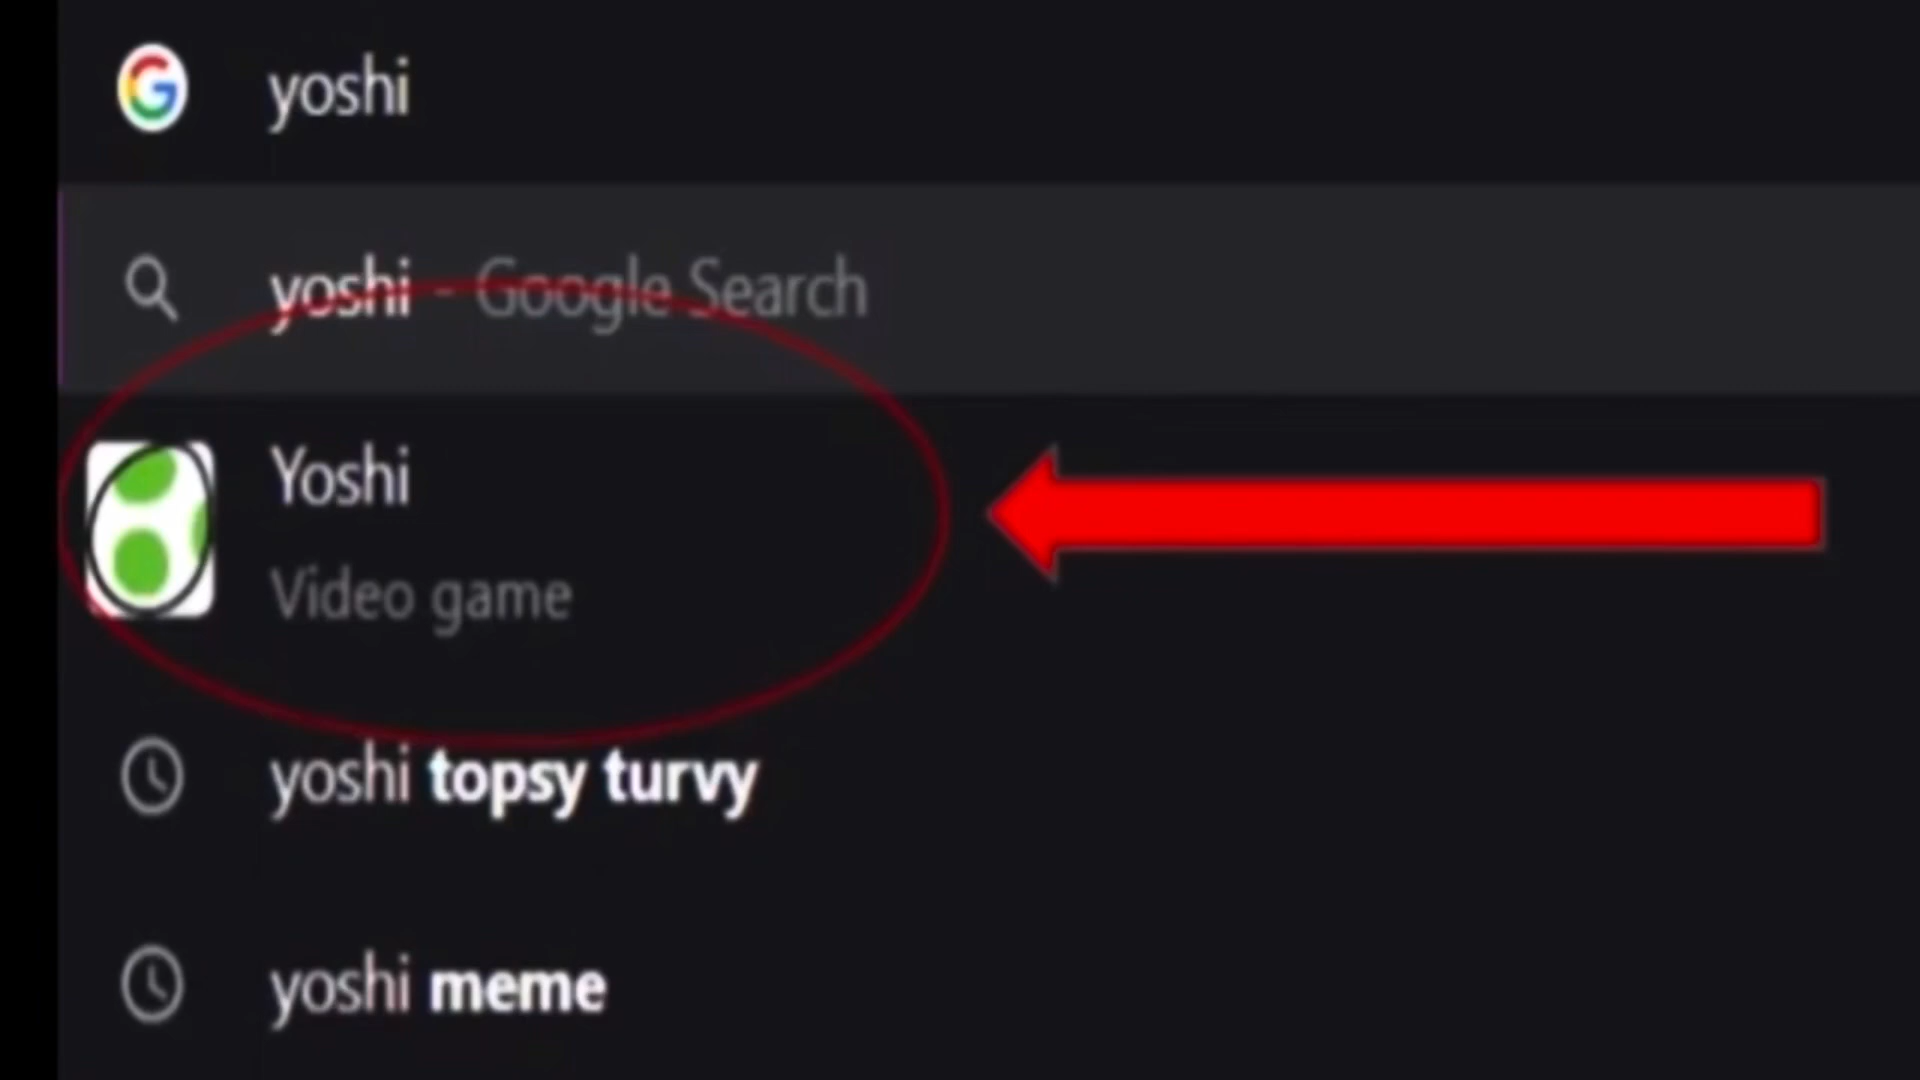 yoshi
yoshi - Google Search
Yoshi
Video game
yoshi topsy turvy
yoshi meme